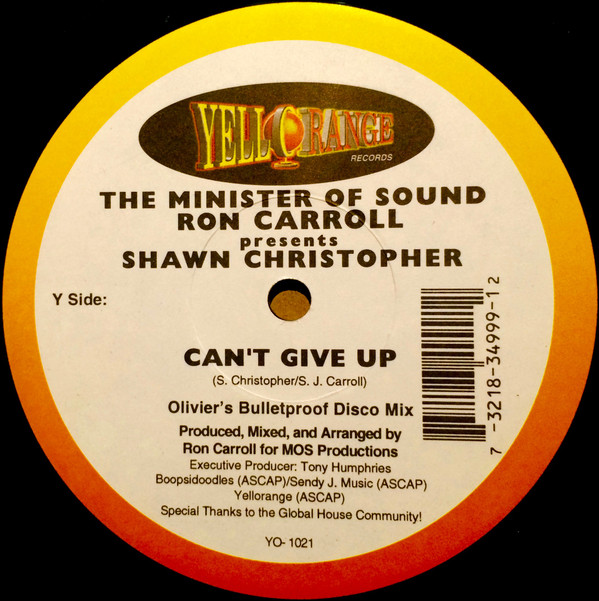 YELLORANGE
RECORDS
THE MINISTER OF SOUND
RON CARROLL
presents
SHAWN CHRISTOPHER
Y Side:
CAN'T GIVE UP
(S. Christopher/S. J. Carroll)
Olivier's Bulletproof Disco Mix
Produced, Mixed, and Arranged by
Ron Carroll for MOS Productions
Executive Producer: Tony Humphries
Boopsidoodles (ASCAP)/Sendy J. Music (ASCAP)
Yellorange (ASCAP)
Special Thanks to the Global House Community!
YO- 1021
7 -3218-34999-1 2